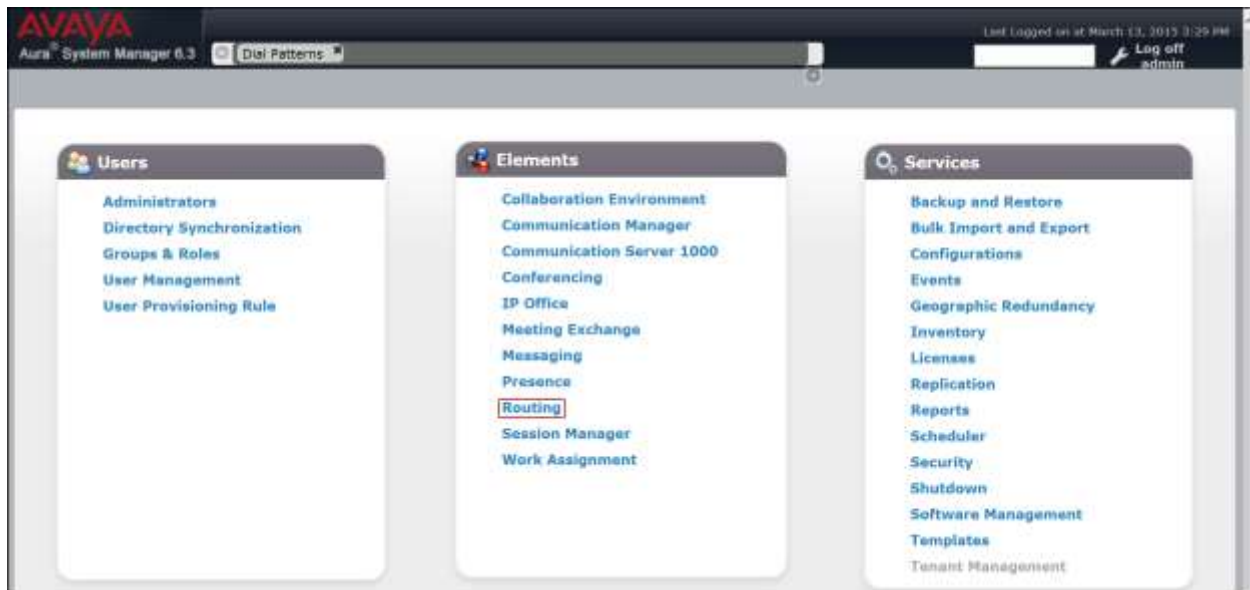 AVAYA
Last Logged on at March 13, 2015 3:29 PM
Aura® System Manager 6.3
Dial Patterns
Log off
admin
Users
Administrators
Directory Synchronization
Groups & Roles
User Management
User Provisioning Rule
Elements
Collaboration Environment
Communication Manager
Communication Server 1000
Conferencing
IP Office
Meeting Exchange
Messaging
Presence
Routing
Session Manager
Work Assignment
Services
Backup and Restore
Bulk Import and Export
Configurations
Events
Geographic Redundancy
Inventory
Licenses
Replication
Reports
Scheduler
Security
Shutdown
Software Management
Templates
Tenant Management